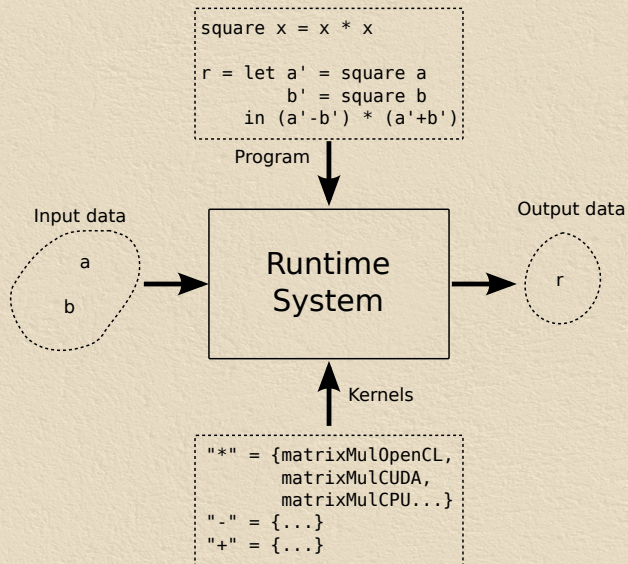 square x = x * x
r = let a' = square a
b' = square b
in (a'-b') * (a'+b')
Program
Input data
a
b
Runtime
System
Output data
r
Kernels
"*" = {matrixMulOpenCL,
matrixMulCUDA,
matrixMulCPU...}
"-" = {...}
"+" = {...}